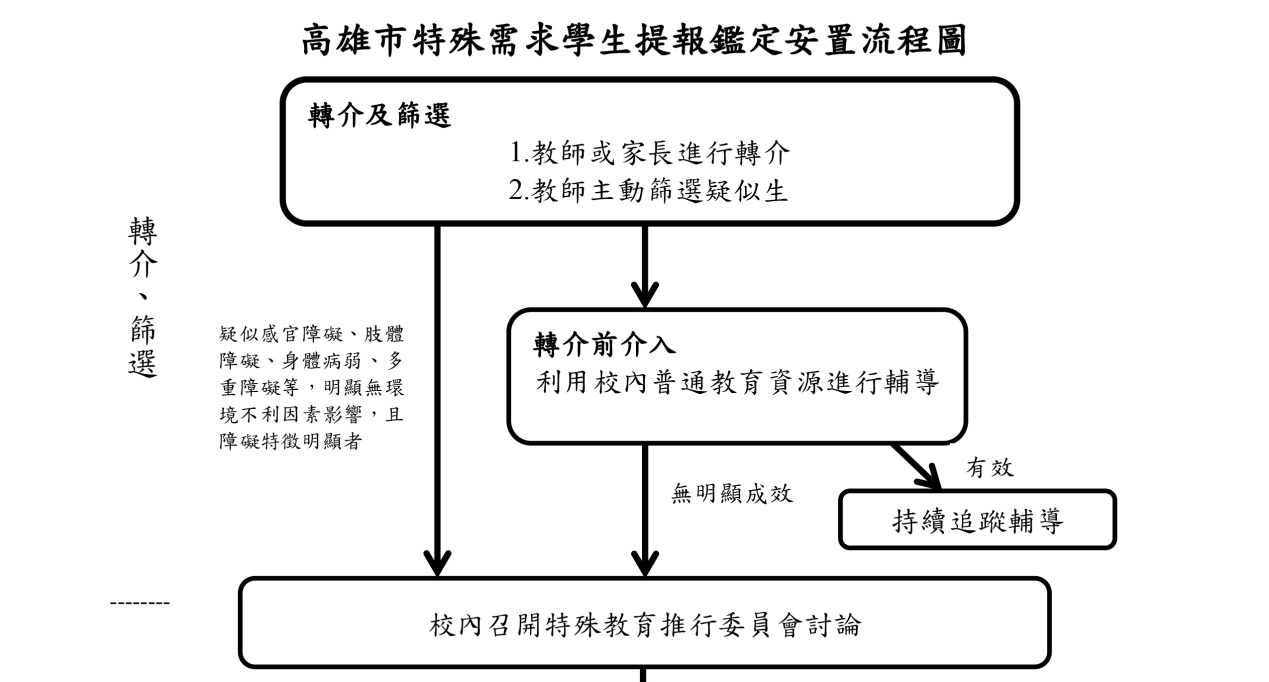 高雄市特殊需求學生提報鑑定安置流程圖
轉介及篩選
1.教師或家長進行轉介
2.教師主動篩選疑似生
轉介、篩選
疑似感官障礙、肢體
障礙、身體病弱、多
重障礙等，明顯無環
境不利因素影響，且
障礙特徵明顯者
轉介前介入
利用校內普通教育資源進行輔導
無明顯成效
有效
持續追蹤輔導
--------
校內召開特殊教育推行委員會討論